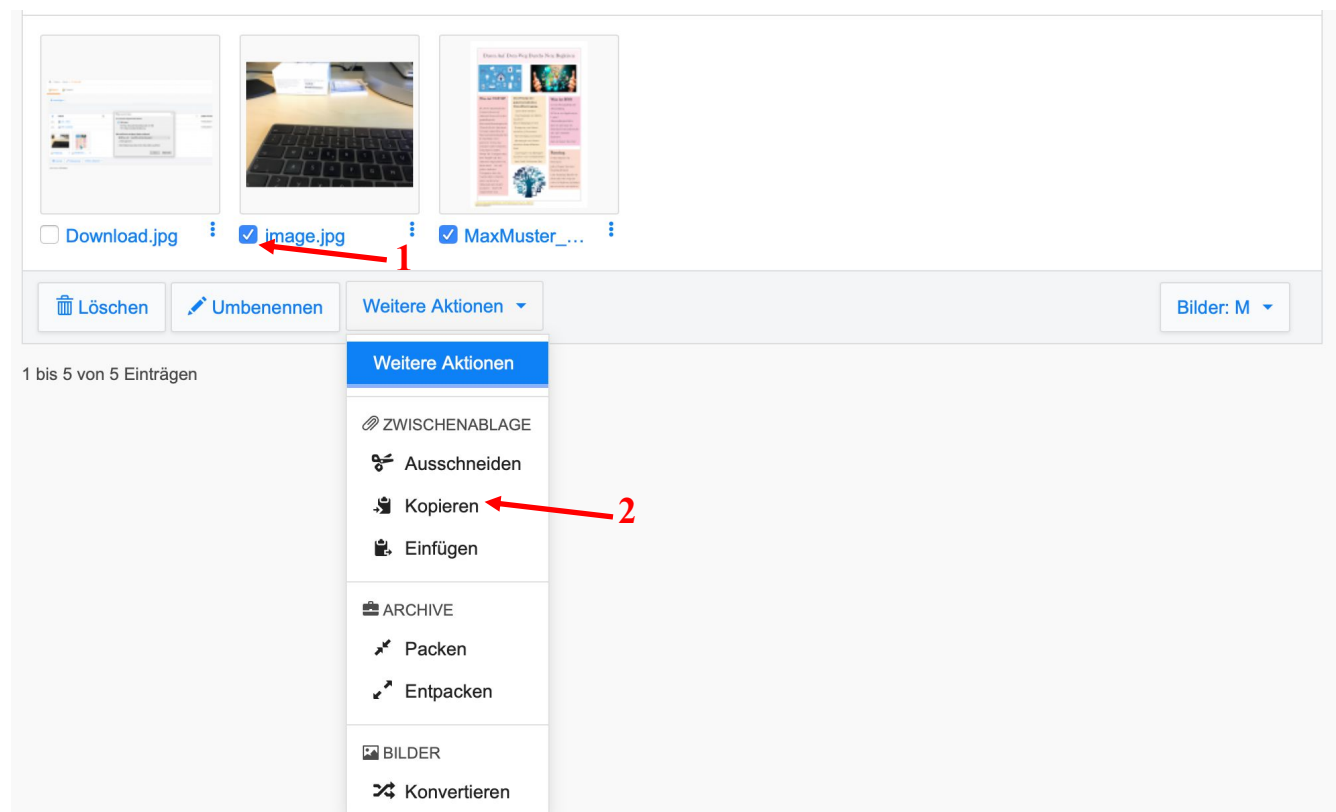 Download.jpg
image.jpg
MaxMuster_...
1
Löschen
Umbenennen
Weitere Aktionen
Bilder: M
1 bis 5 von 5 Einträgen
Weitere Aktionen
ZWISCHENABLAGE
Ausschneiden
Kopieren
2
Einfügen
ARCHIVE
Packen
Entpacken
BILDER
Konvertieren